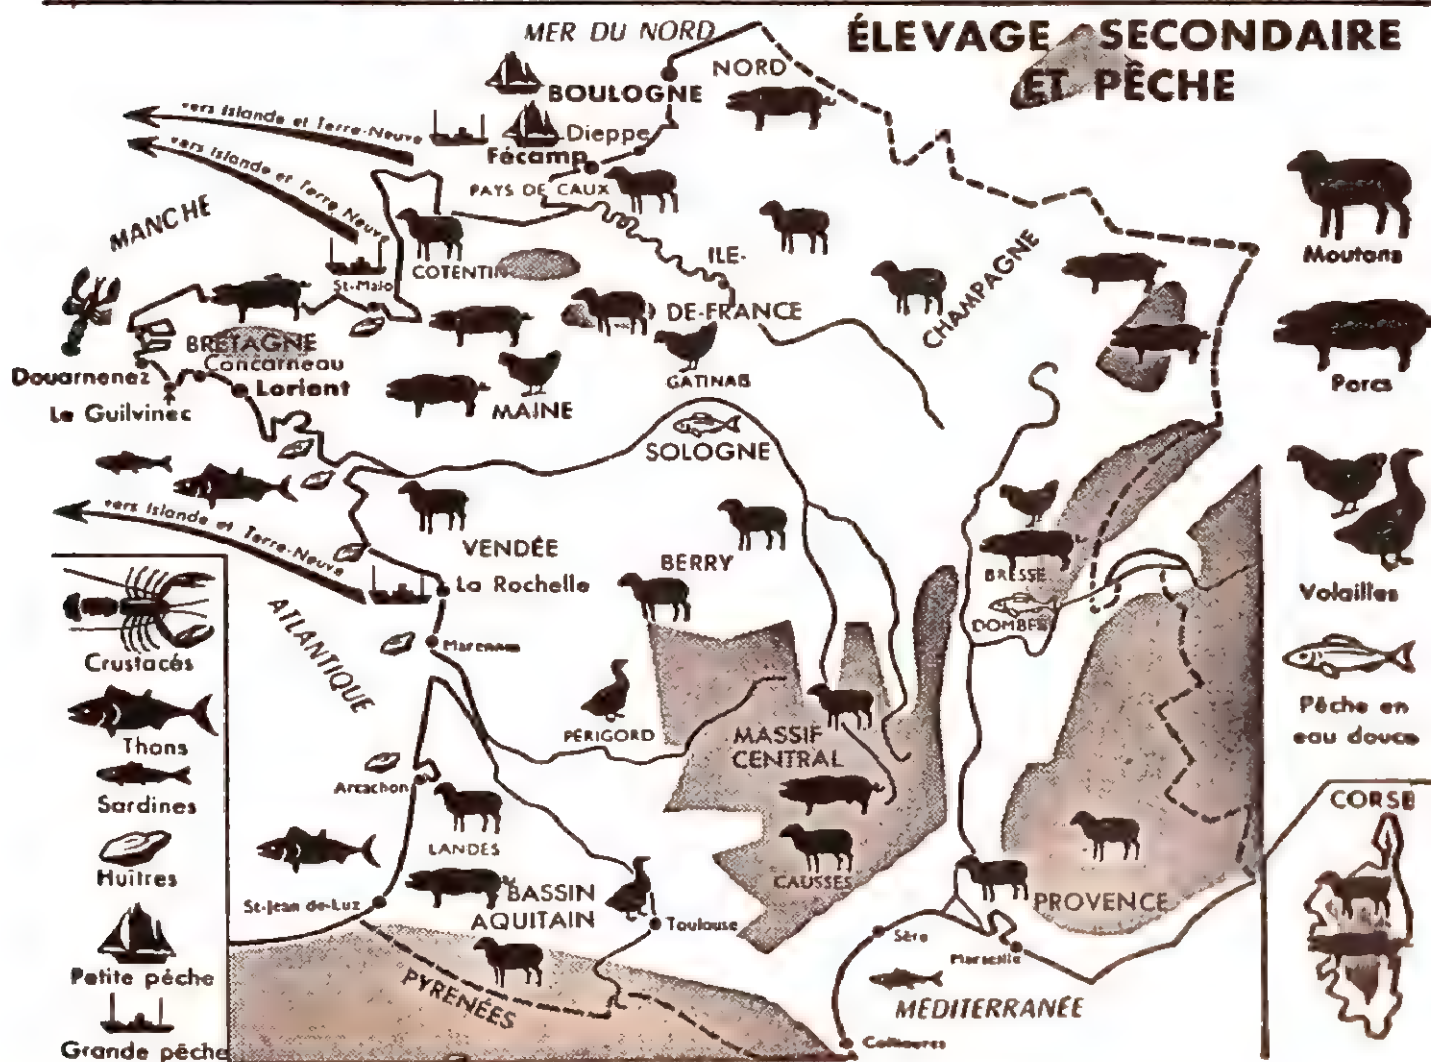 ÉLEVAGE SECONDAIRE
ET PÊCHE
MER DU NORD
NORD
BOULOGNE
Dieppe
Fécamp
PAYS DE CAUX
vers Islande et Terre-Neuve
vers Islande et Terre Neuve
MANCHE
COTENTIN
St-Malo
ILE-
DE-FRANCE
CHAMPAGNE
BRETAGNE
Concarneau
Douarnenez
Lorient
Le Guilvinec
MAINE
GATINAIS
SOLOGNE
vers Islande et Terre-Neuve
VENDÉE
BERRY
La Rochelle
BRESSE
DOMBES
ATLANTIQUE
Marennes
PÉRIGORD
MASSIF
CENTRAL
Arcachon
LANDES
CAUSSES
BASSIN
AQUITAIN
St-Jean de-Luz
Toulouse
PROVENCE
Sète
Marseille
PYRENÉES
MÉDITERRANÉE
Collioures
CORSE
Moutons
Porcs
Volailles
Pêche en
eau douce
Crustacés
Thons
Sardines
Huîtres
Petite pêche
Grande pêche